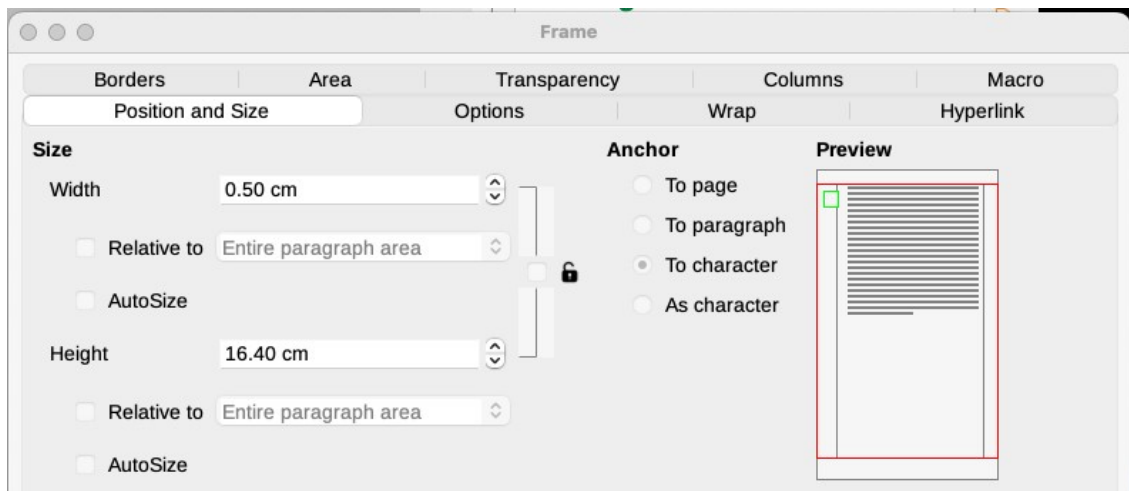 Frame
Borders Area Transparency Columns Macro
Position and Size Options Wrap Hyperlink
Size Anchor Preview
Width 0.50 cm To page
To paragraph
Relative to Entire paragraph area
To character
AutoSize
As character
Height 16.40 cm
Relative to Entire paragraph area
AutoSize